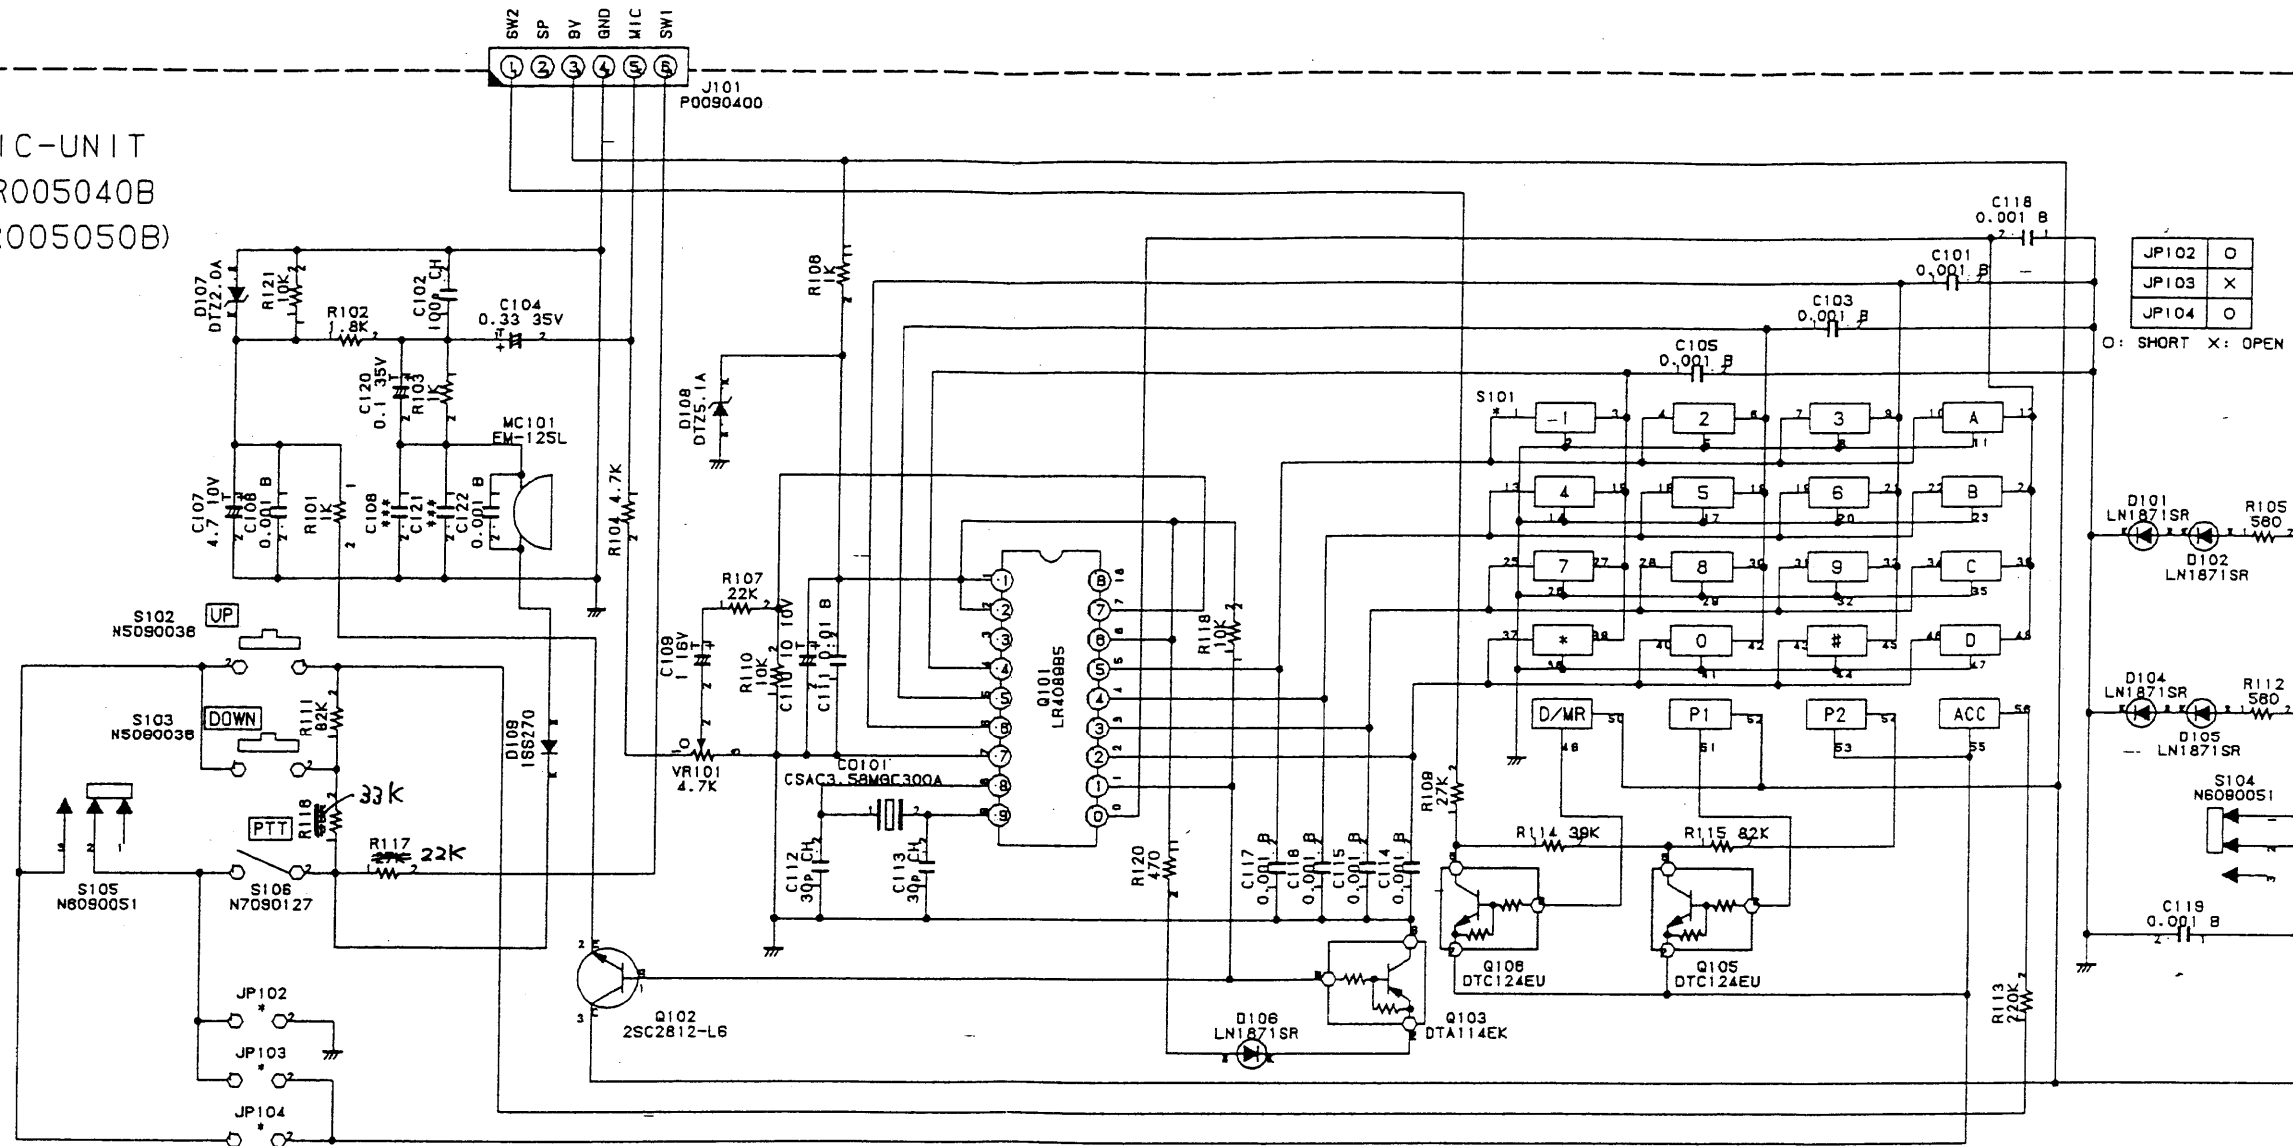 SW2 SP 8V GND MIC SW1
1 2 3 4 5 6
J101
P0090400
IC-UNIT
R005040B
005050B)
C118
0.001 B
C101
0.001 B
C103
0.001 B
C105
0.001 B
JP102 O
JP103 X
JP104 O
O: SHORT X: OPEN
D107
DTZ2.0A
R121
10K
R102
1.8K
C102
100p CH
C104
0.33 35V
R108
1K
C120
0.1 35V
R103
1K
D108
DTZ5.1A
MC101
EM-125L
C107
4.7 10V
C108
0.001 B
R101
1K
C108
***
C121
***
C122
0.001 B
R104 4.7K
S101
*
-1 2 3 A
4 5 6 B
7 8 9 C
* 0 # D
D/MR P1 P2 ACC
D101
LN1871SR
D102
LN1871SR
R105
580
D104
LN1871SR
D105
LN1871SR
R112
580
S104
N6090051
C119
0.001 B
S102
N5090038
UP
S103
N5090038
DOWN
R111
82K
R118
33K
PTT
R117
27K
22K
S105
N6090051
S106
N7090127
D109
1SS270
R107
22K
C109
1 16V
R110
10K
C110 10 10V
C111 0.01 B
VR101
4.7K
CD101
CSAC3.58MGC300A
C112
30p CH
C113
30p CH
Q101
LR4089B5
R118
10K
R120
470
C117
0.001 B
C116
0.001 B
C115
0.001 B
C114
0.001 B
R109
27K
R114 39K
R115 82K
Q106
DTC124EU
Q105
DTC124EU
R113
220K
Q102
2SC2812-L6
D106
LN1871SR
Q103
DTA114EK
JP102
*
JP103
*
JP104
*